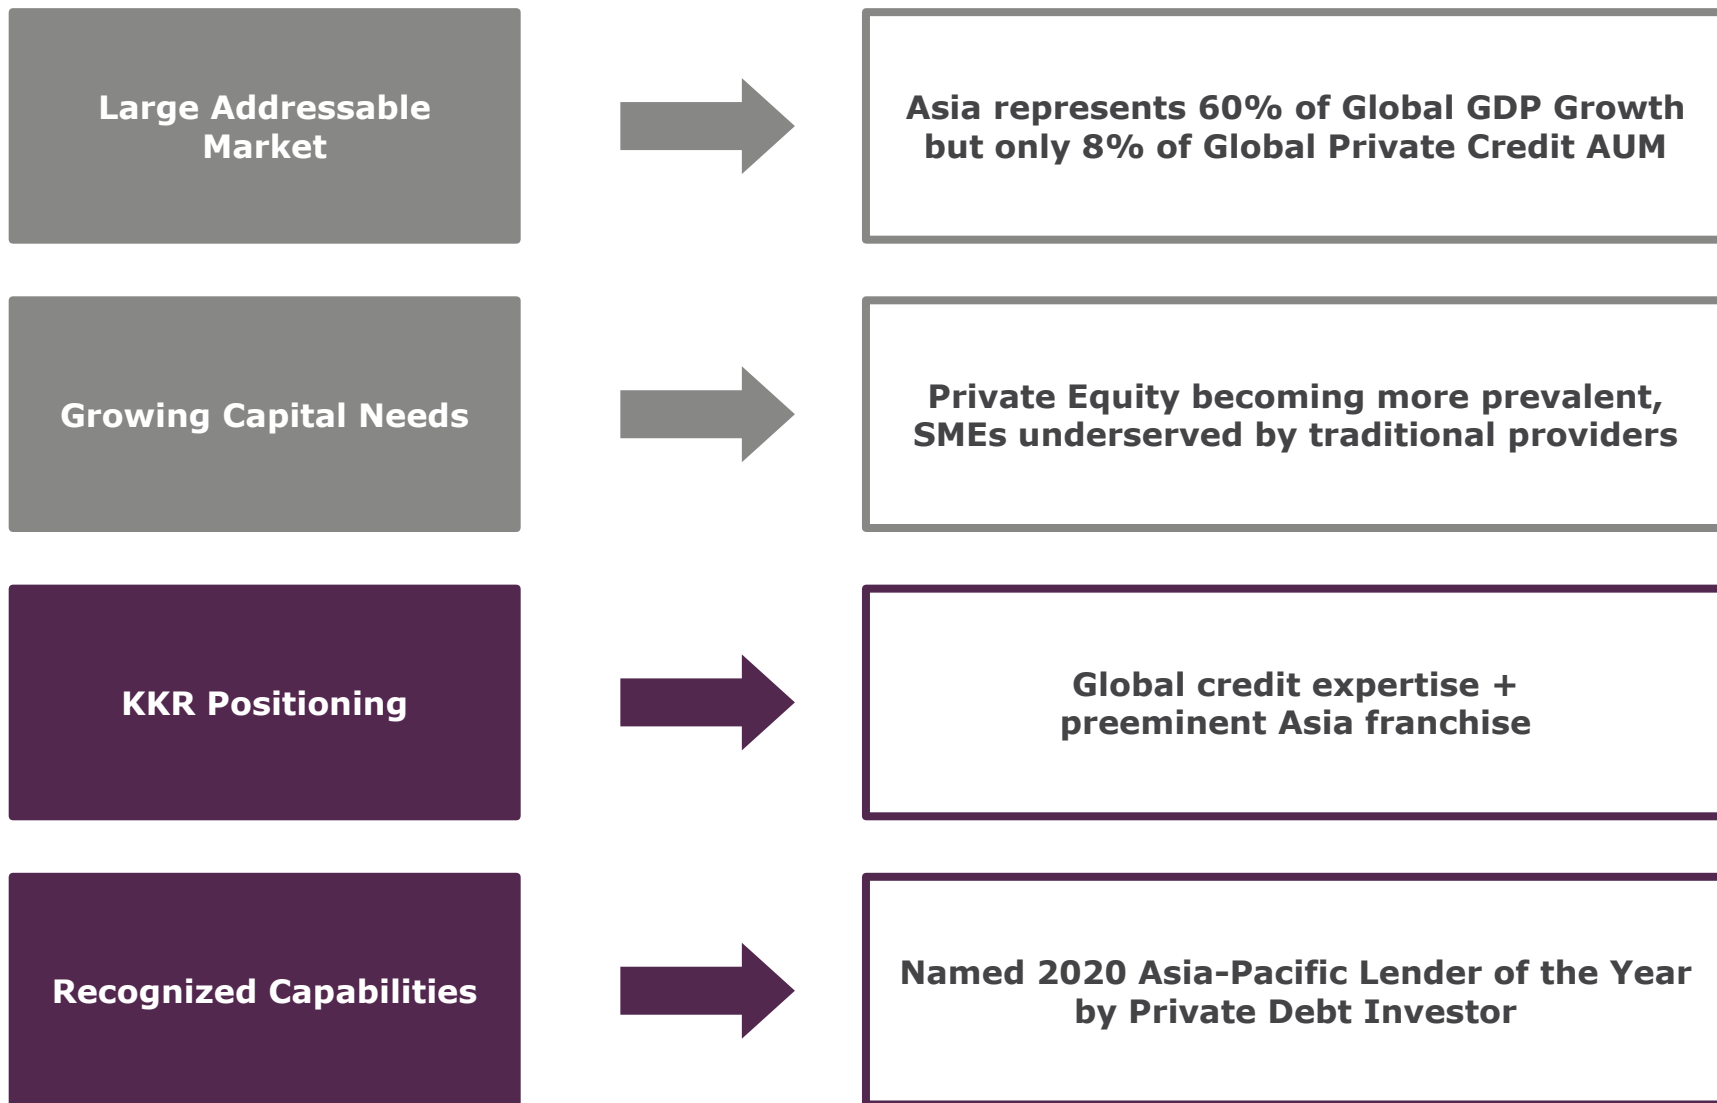 Large Addressable
Market
Asia represents 60% of Global GDP Growth
but only 8% of Global Private Credit AUM
Growing Capital Needs
Private Equity becoming more prevalent,
SMEs underserved by traditional providers
KKR Positioning
Global credit expertise +
preeminent Asia franchise
Recognized Capabilities
Named 2020 Asia-Pacific Lender of the Year
by Private Debt Investor